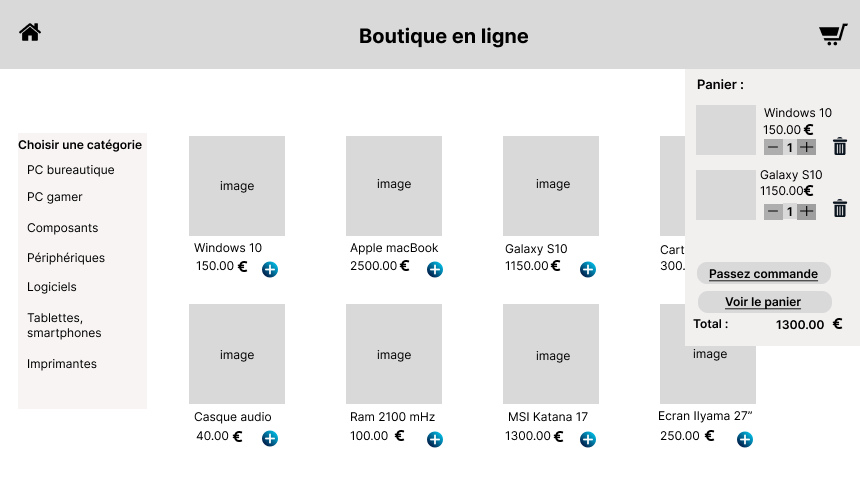 Boutique en ligne
Panier :
Windows 10
150.00 €
1
Galaxy S10
1150.00 €
1
Passez commande
Voir le panier
Total : 1300.00 €
Choisir une catégorie
PC bureautique
PC gamer
Composants
Périphériques
Logiciels
Tablettes,
smartphones
Imprimantes
image
Windows 10
150.00 €
image
Apple macBook
2500.00 €
image
Galaxy S10
1150.00 €
Cart
300.
image
Casque audio
40.00 €
image
Ram 2100 mHz
100.00 €
image
MSI Katana 17
1300.00 €
image
Ecran Ilyama 27”
250.00 €